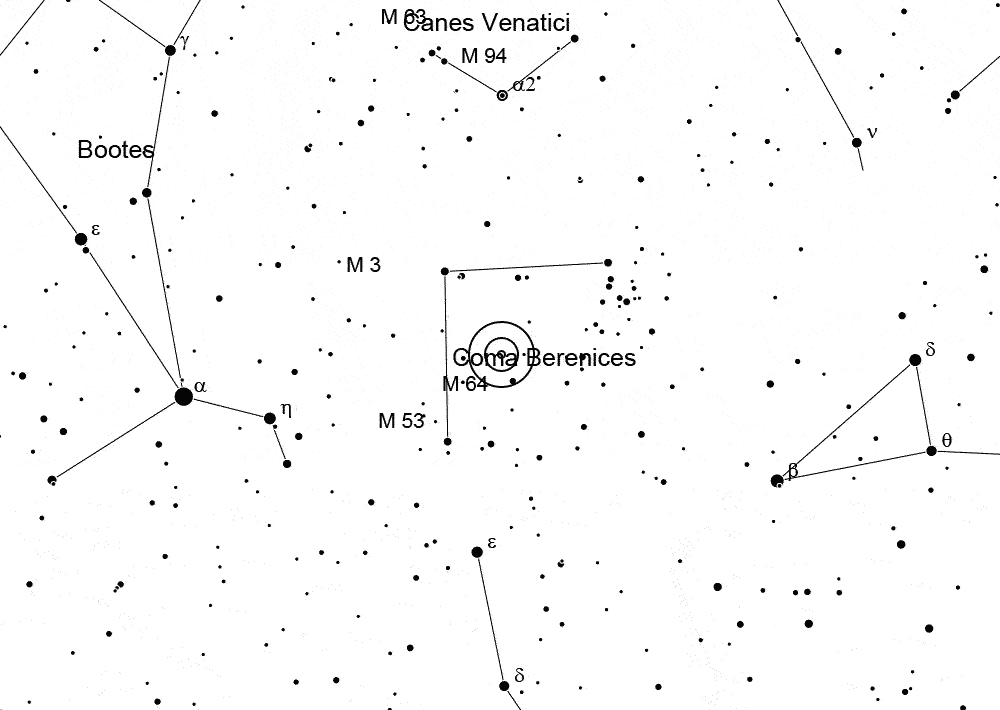 M 63
Canes Venatici
γ
M 94
α2
ν
Bootes
ε
M 3
δ
Coma Berenices
α
M 64
η
M 53
θ
β
ε
δ